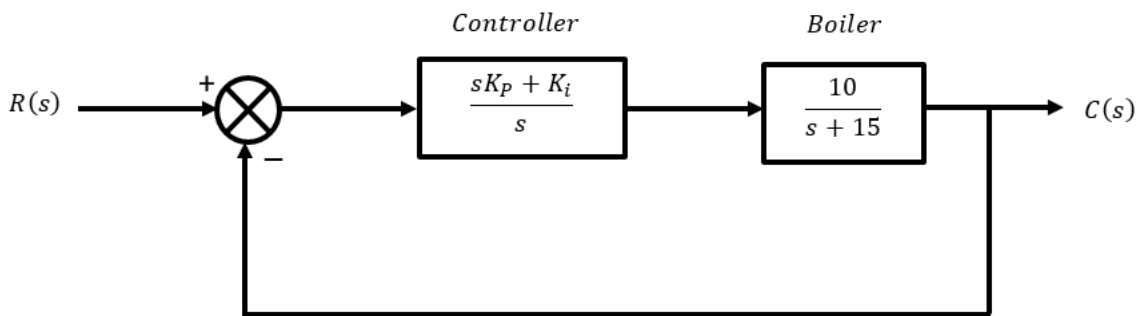 Controller
Boiler
R(s)
+
−
sK_P + K_i
s
10
s + 15
C(s)